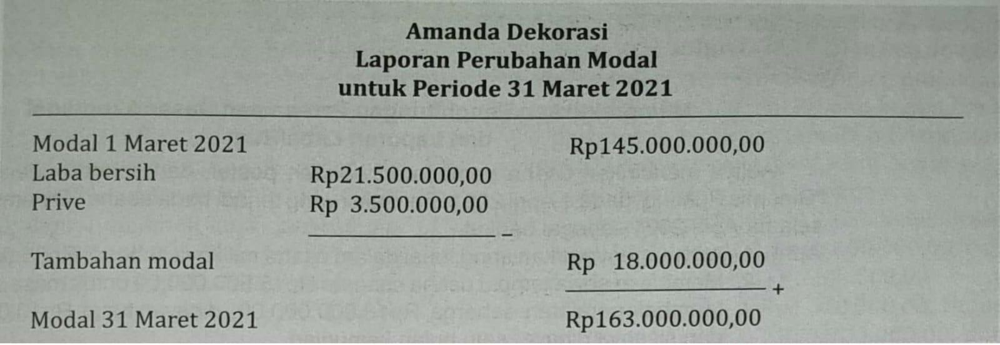 Amanda Dekorasi
Laporan Perubahan Modal
untuk Periode 31 Maret 2021
Modal 1 Maret 2021 Rp145.000.000,00
Laba bersih Rp21.500.000,00
Prive Rp 3.500.000,00
–
Tambahan modal Rp 18.000.000,00
+
Modal 31 Maret 2021 Rp163.000.000,00